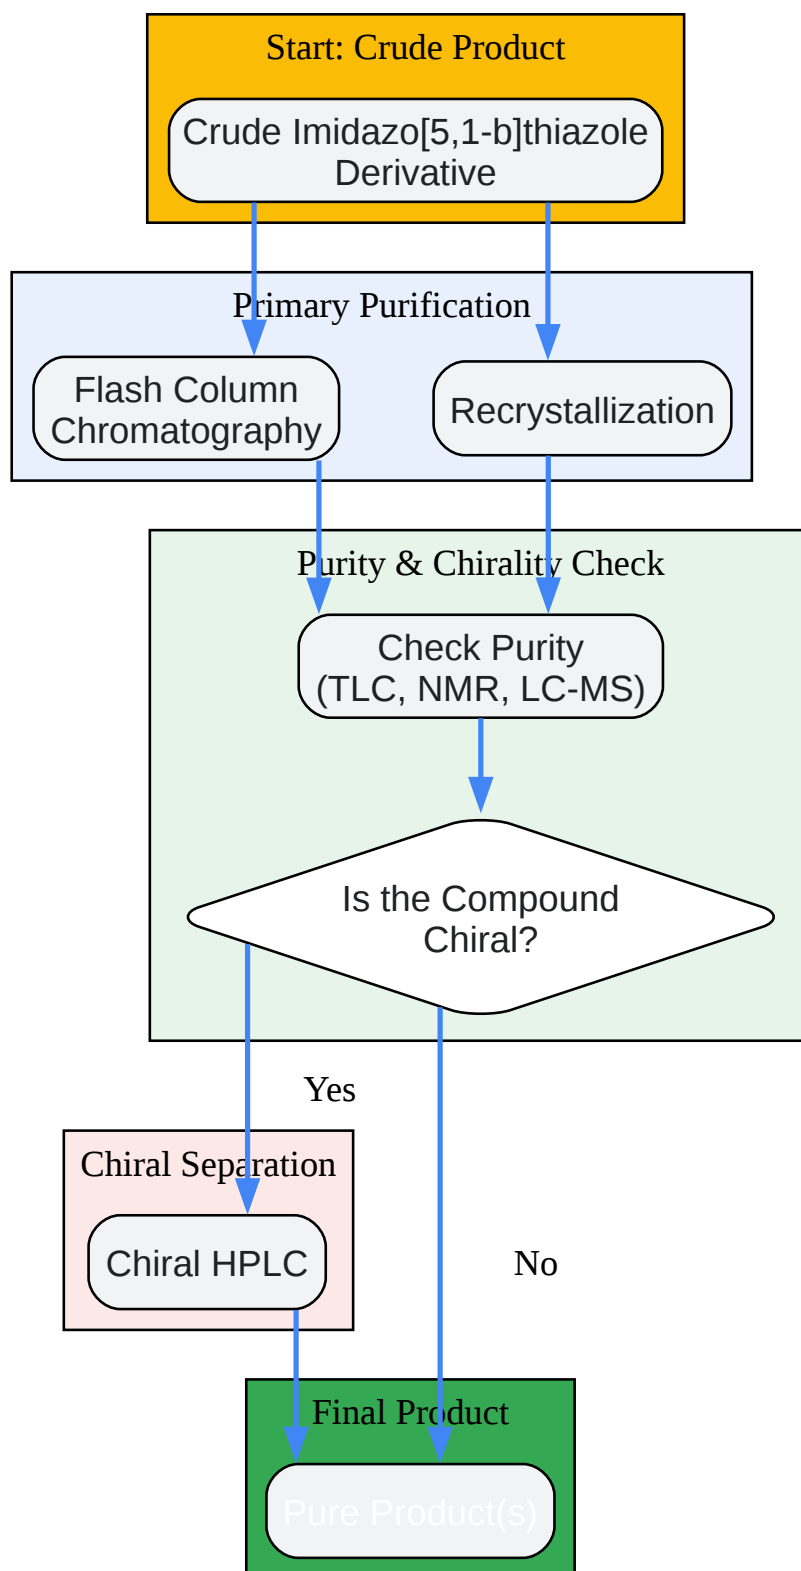 Start: Crude Product
Crude Imidazo[5,1-b]thiazole
Derivative
Primary Purification
Flash Column
Chromatography
Recrystallization
Purity & Chirality Check
Check Purity
(TLC, NMR, LC-MS)
Is the Compound
Chiral?
Yes
Chiral Separation
Chiral HPLC
No
Final Product
Pure Product(s)